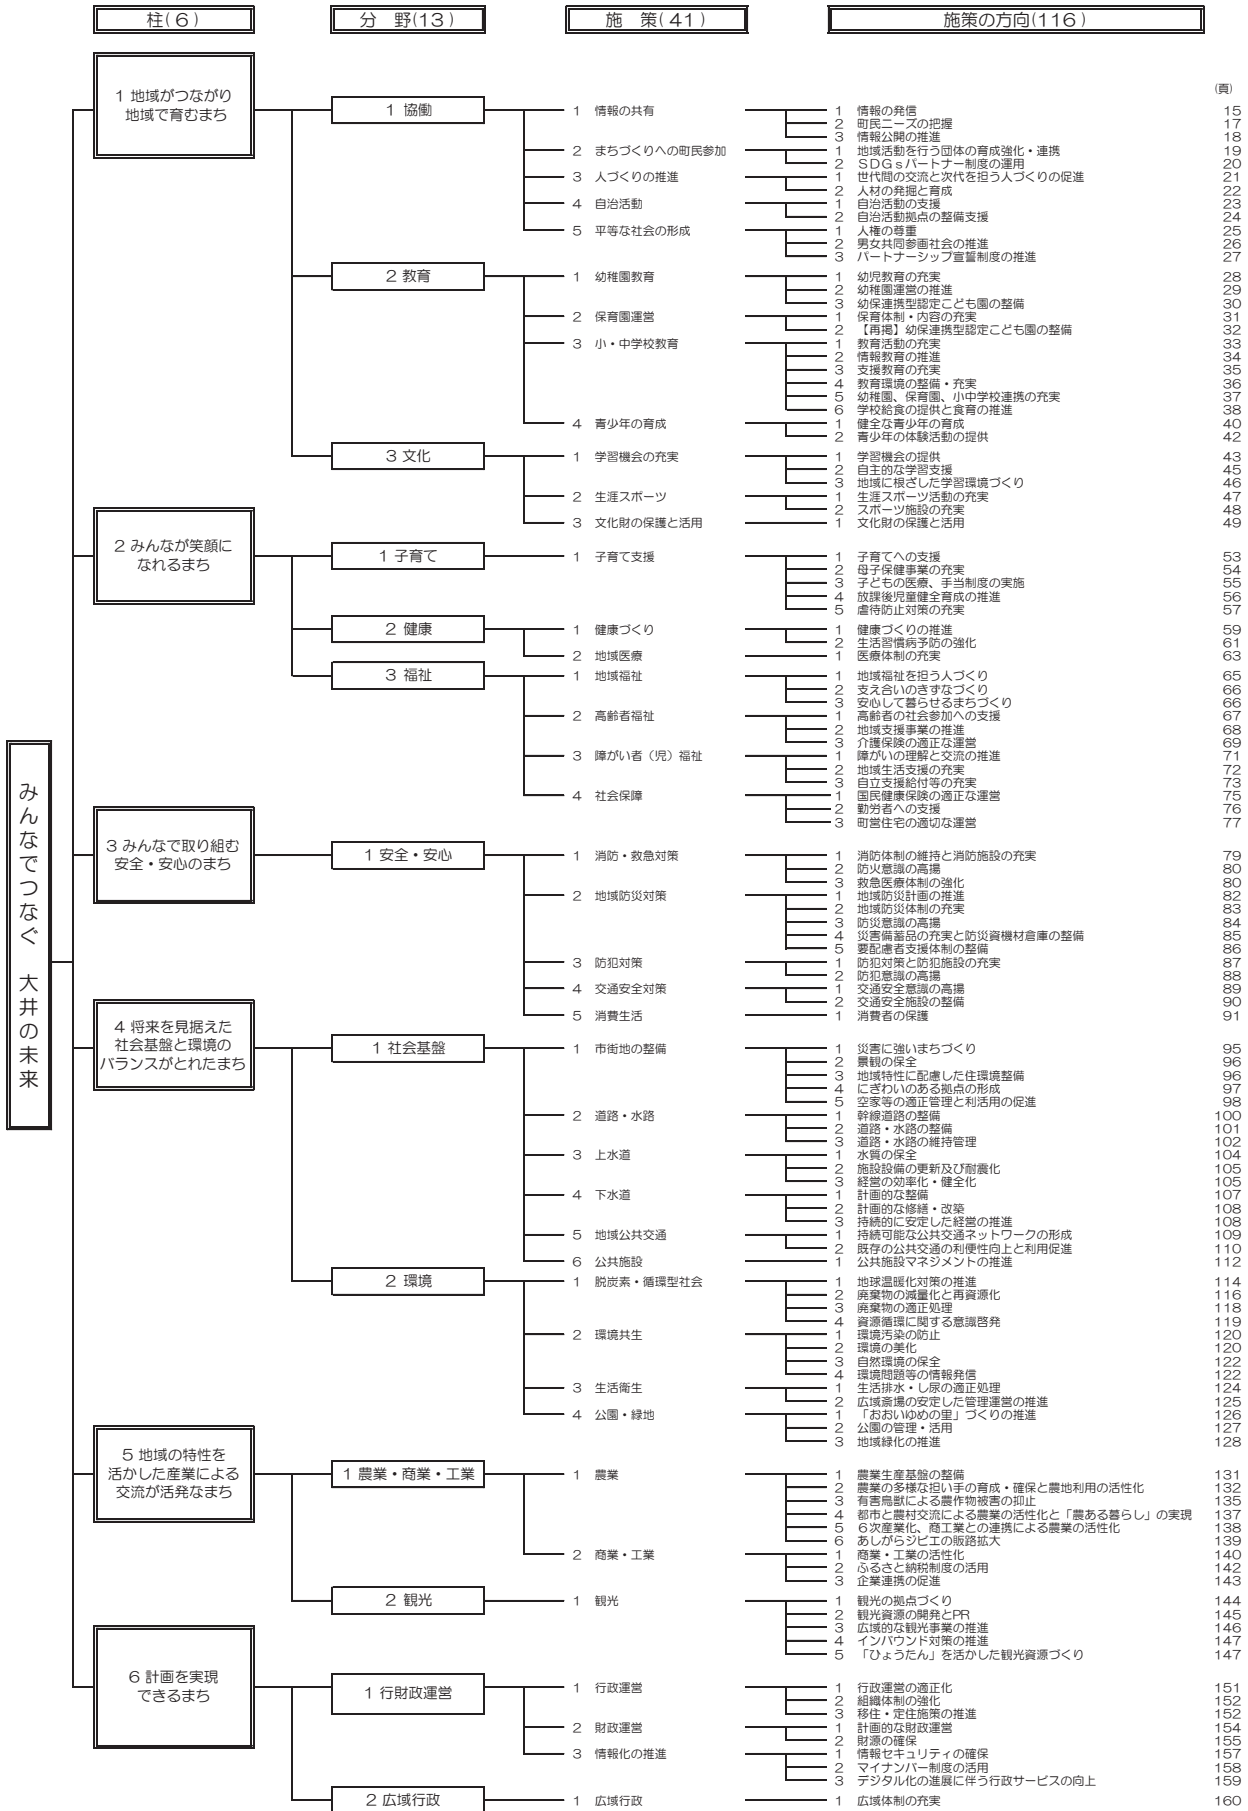 柱(6)
分　野(13)
施　策(41)
施策の方向(116)
(頁)
みんなでつなぐ　大井の未来
1 地域がつながり
地域で育むまち
1 協働
1 情報の共有
1 情報の発信 15
2 町民ニーズの把握 17
3 情報公開の推進 18
2 まちづくりへの町民参加
1 地域活動を行う団体の育成強化・連携 19
2 SDGsパートナー制度の運用 20
3 人づくりの推進
1 世代間の交流と次代を担う人づくりの促進 21
2 人材の発掘と育成 22
4 自治活動
1 自治活動の支援 23
2 自治活動拠点の整備支援 24
5 平等な社会の形成
1 人権の尊重 25
2 男女共同参画社会の推進 26
3 パートナーシップ宣誓制度の推進 27
2 教育
1 幼稚園教育
1 幼児教育の充実 28
2 幼稚園運営の推進 29
3 幼保連携型認定こども園の整備 30
2 保育園運営
1 保育体制・内容の充実 31
2 【再掲】幼保連携型認定こども園の整備 32
3 小・中学校教育
1 教育活動の充実 33
2 情報教育の推進 34
3 支援教育の充実 35
4 教育環境の整備・充実 36
5 幼稚園、保育園、小中学校連携の充実 37
6 学校給食の提供と食育の推進 38
4 青少年の育成
1 健全な青少年の育成 40
2 青少年の体験活動の提供 42
3 文化
1 学習機会の充実
1 学習機会の提供 43
2 自主的な学習支援 45
3 地域に根ざした学習環境づくり 46
2 生涯スポーツ
1 生涯スポーツ活動の充実 47
2 スポーツ施設の充実 48
3 文化財の保護と活用
1 文化財の保護と活用 49
2 みんなが笑顔に
なれるまち
1 子育て
1 子育て支援
1 子育てへの支援 53
2 母子保健事業の充実 54
3 子どもの医療、手当制度の実施 55
4 放課後児童健全育成の推進 56
5 虐待防止対策の充実 57
2 健康
1 健康づくり
1 健康づくりの推進 59
2 生活習慣病予防の強化 61
2 地域医療
1 医療体制の充実 63
3 福祉
1 地域福祉
1 地域福祉を担う人づくり 65
2 支え合いのきずなづくり 66
3 安心して暮らせるまちづくり 66
2 高齢者福祉
1 高齢者の社会参加への支援 67
2 地域支援事業の推進 68
3 介護保険の適正な運営 69
3 障がい者（児）福祉
1 障がいの理解と交流の推進 71
2 地域生活支援の充実 72
3 自立支援給付等の充実 73
4 社会保障
1 国民健康保険の適正な運営 75
2 勤労者への支援 76
3 町営住宅の適切な運営 77
3 みんなで取り組む
安全・安心のまち
1 安全・安心
1 消防・救急対策
1 消防体制の維持と消防施設の充実 79
2 防火意識の高揚 80
3 救急医療体制の強化 80
2 地域防災対策
1 地域防災計画の推進 82
2 地域防災体制の充実 83
3 防災意識の高揚 84
4 災害備蓄品の充実と防災資機材倉庫の整備 85
5 要配慮者支援体制の整備 86
3 防犯対策
1 防犯対策と防犯施設の充実 87
2 防犯意識の高揚 88
4 交通安全対策
1 交通安全意識の高揚 89
2 交通安全施設の整備 90
5 消費生活
1 消費者の保護 91
4 将来を見据えた
社会基盤と環境の
バランスがとれたまち
1 社会基盤
1 市街地の整備
1 災害に強いまちづくり 95
2 景観の保全 96
3 地域特性に配慮した住環境整備 96
4 にぎわいのある拠点の形成 97
5 空家等の適正管理と利活用の促進 98
2 道路・水路
1 幹線道路の整備 100
2 道路・水路の整備 101
3 道路・水路の維持管理 102
3 上水道
1 水質の保全 104
2 施設設備の更新及び耐震化 105
3 経営の効率化・健全化 105
4 下水道
1 計画的な整備 107
2 計画的な修繕・改築 108
3 持続的に安定した経営の推進 108
5 地域公共交通
1 持続可能な公共交通ネットワークの形成 109
2 既存の公共交通の利便性向上と利用促進 110
6 公共施設
1 公共施設マネジメントの推進 112
2 環境
1 脱炭素・循環型社会
1 地球温暖化対策の推進 114
2 廃棄物の減量化と再資源化 116
3 廃棄物の適正処理 118
4 資源循環に関する意識啓発 119
2 環境共生
1 環境汚染の防止 120
2 環境の美化 120
3 自然環境の保全 122
4 環境問題等の情報発信 122
3 生活衛生
1 生活排水・し尿の適正処理 124
2 広域斎場の安定した管理運営の推進 125
4 公園・緑地
1 「おおいゆめの里」づくりの推進 126
2 公園の管理・活用 127
3 地域緑化の推進 128
5 地域の特性を
活かした産業による
交流が活発なまち
1 農業・商業・工業
1 農業
1 農業生産基盤の整備 131
2 農業の多様な担い手の育成・確保と農地利用の活性化 132
3 有害鳥獣による農作物被害の抑止 135
4 都市と農村交流による農業の活性化と「農ある暮らし」の実現 137
5 6次産業化、商工業との連携による農業の活性化 138
6 あしがらジビエの販路拡大 139
2 商業・工業
1 商業・工業の活性化 140
2 ふるさと納税制度の活用 142
3 企業連携の促進 143
2 観光
1 観光
1 観光の拠点づくり 144
2 観光資源の開発とPR 145
3 広域的な観光事業の推進 146
4 インバウンド対策の推進 147
5 「ひょうたん」を活かした観光資源づくり 147
6 計画を実現
できるまち
1 行財政運営
1 行政運営
1 行政運営の適正化 151
2 組織体制の強化 152
3 移住・定住施策の推進 152
2 財政運営
1 計画的な財政運営 154
2 財源の確保 155
3 情報化の推進
1 情報セキュリティの確保 157
2 マイナンバー制度の活用 158
3 デジタル化の進展に伴う行政サービスの向上 159
2 広域行政
1 広域行政
1 広域体制の充実 160